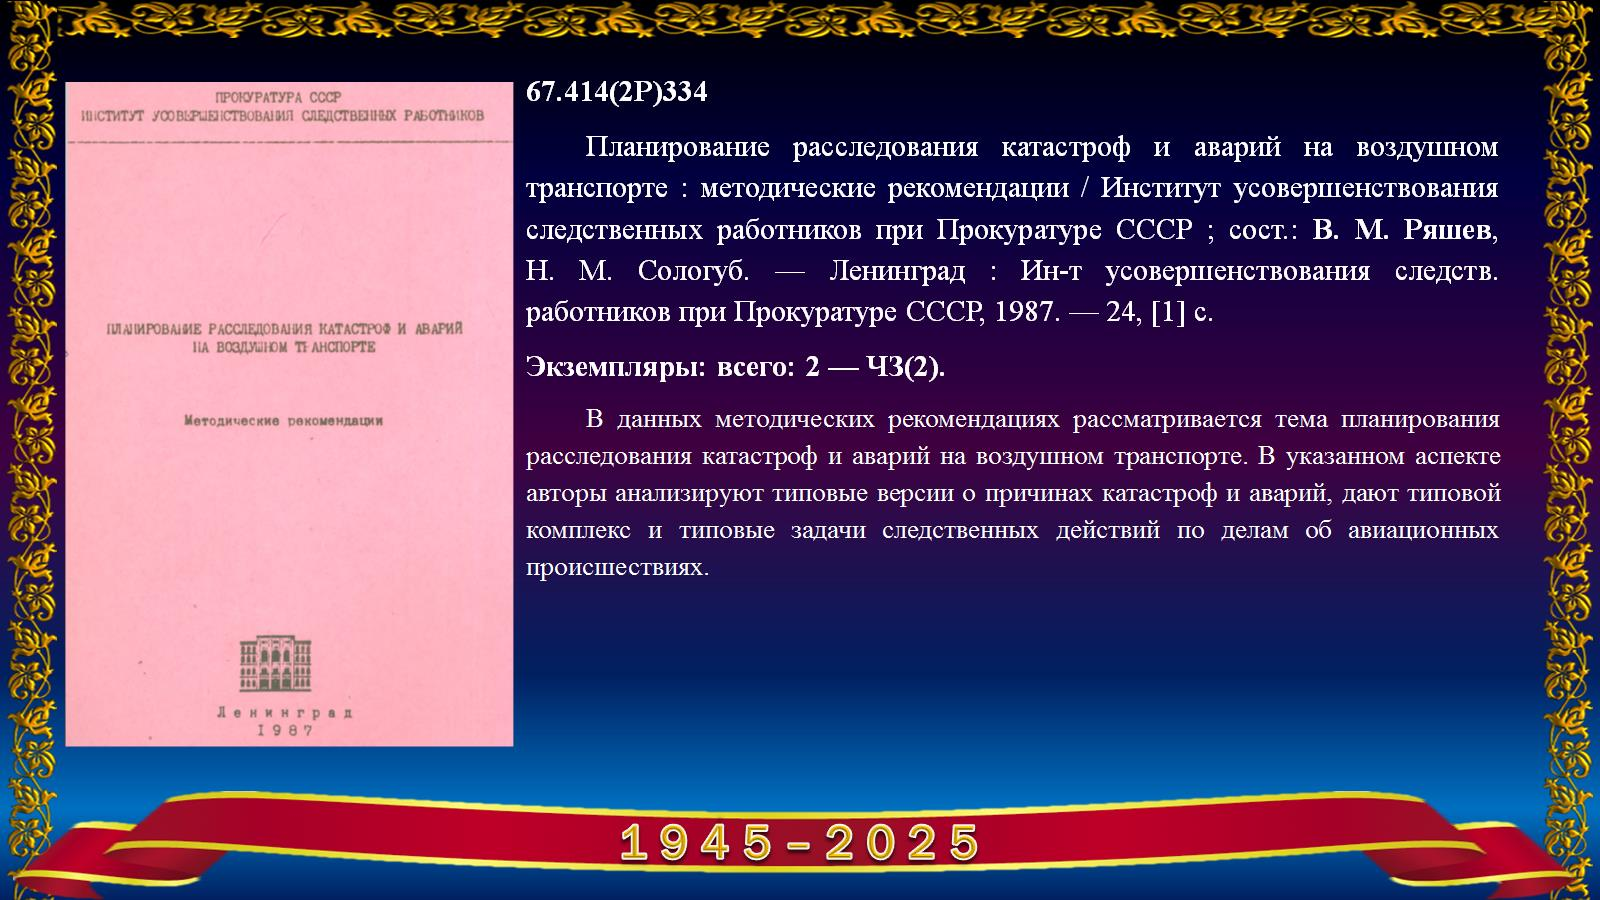 ПРОКУРАТУРА СССР
ИНСТИТУТ УСОВЕРШЕНСТВОВАНИЯ СЛЕДСТВЕННЫХ РАБОТНИКОВ
ПЛАНИРОВАНИЕ РАССЛЕДОВАНИЯ КАТАСТРОФ И АВАРИЙ
НА ВОЗДУШНОМ ТРАНСПОРТЕ
Методические рекомендации
Ленинград
1987
67.414(2Р)334
Планирование расследования катастроф и аварий на воздушном
транспорте : методические рекомендации / Институт усовершенствования
следственных работников при Прокуратуре СССР ; сост.: В. М. Ряшев,
Н. М. Сологуб. — Ленинград : Ин-т усовершенствования следств.
работников при Прокуратуре СССР, 1987. — 24, [1] с.
Экземпляры: всего: 2 — ЧЗ(2).
В данных методических рекомендациях рассматривается тема планирования
расследования катастроф и аварий на воздушном транспорте. В указанном аспекте
авторы анализируют типовые версии о причинах катастроф и аварий, дают типовой
комплекс и типовые задачи следственных действий по делам об авиационных
происшествиях.
1945–2025